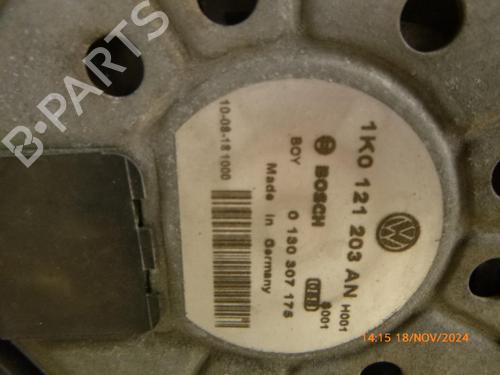 1K0 121 203 AN H001
BOSCH
BOY
0 130 307 175
Made in Germany
10-08-18 1000
B-PARTS
14:15 18/NOV/2024